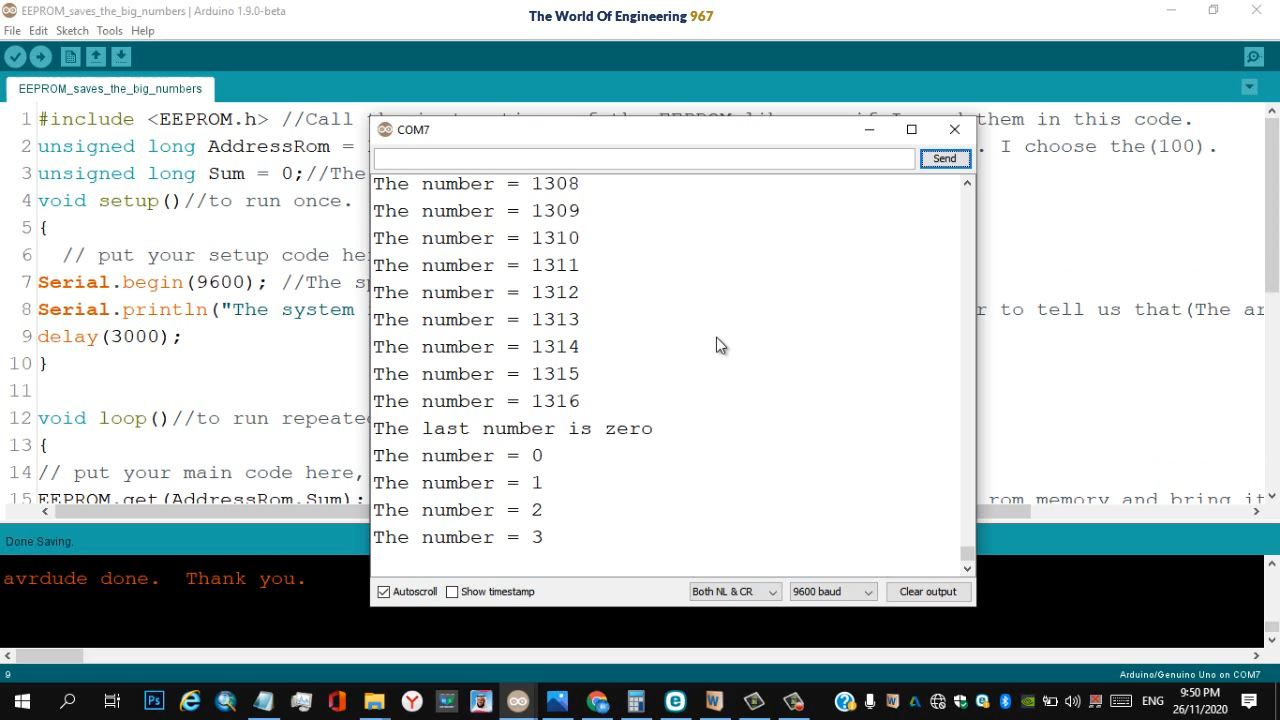 EEPROM_saves_the_big_numbers | Arduino 1.9.0-beta
The World Of Engineering 967
File Edit Sketch Tools Help
EEPROM_saves_the_big_numbers
1 #include <EEPROM.h> //Call them in this code.
2 unsigned long AddressRom = . I choose the(100).
3 unsigned long Sum = 0;//The
4 void setup()//to run once.
5 {
6 // put your setup code he
7 Serial.begin(9600); //The s
8 Serial.println("The system r to tell us that(The ar
9 delay(3000);
10 }
11
12 void loop()//to run repeate
13 {
14 // put your main code here,
15 EEPROM.get(AddressRom,Sum); rom memory and bring it
COM7
Send
The number = 1308
The number = 1309
The number = 1310
The number = 1311
The number = 1312
The number = 1313
The number = 1314
The number = 1315
The number = 1316
The last number is zero
The number = 0
The number = 1
The number = 2
The number = 3
Autoscroll Show timestamp Both NL & CR 9600 baud Clear output
Done Saving.
avrdude done. Thank you.
9 Arduino/Genuino Uno on COM7
ENG
9:50 PM
26/11/2020